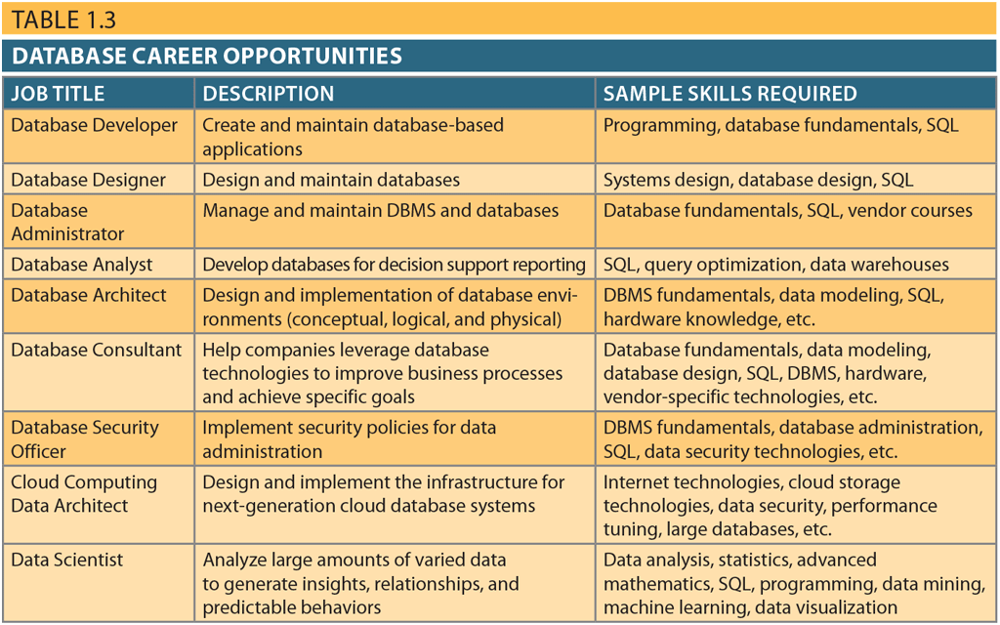 TABLE 1.3
DATABASE CAREER OPPORTUNITIES
JOB TITLE DESCRIPTION SAMPLE SKILLS REQUIRED
Database Developer Create and maintain database-based Programming, database fundamentals, SQL
applications
Database Designer Design and maintain databases Systems design, database design, SQL
Database Manage and maintain DBMS and databases Database fundamentals, SQL, vendor courses
Administrator
Database Analyst Develop databases for decision support reporting SQL, query optimization, data warehouses
Database Architect Design and implementation of database envi- DBMS fundamentals, data modeling, SQL,
ronments (conceptual, logical, and physical) hardware knowledge, etc.
Database Consultant Help companies leverage database Database fundamentals, data modeling,
technologies to improve business processes database design, SQL, DBMS, hardware,
and achieve specific goals vendor-specific technologies, etc.
Database Security Implement security policies for data DBMS fundamentals, database administration,
Officer administration SQL, data security technologies, etc.
Cloud Computing Design and implement the infrastructure for Internet technologies, cloud storage
Data Architect next-generation cloud database systems technologies, data security, performance
tuning, large databases, etc.
Data Scientist Analyze large amounts of varied data Data analysis, statistics, advanced
to generate insights, relationships, and mathematics, SQL, programming, data mining,
predictable behaviors machine learning, data visualization